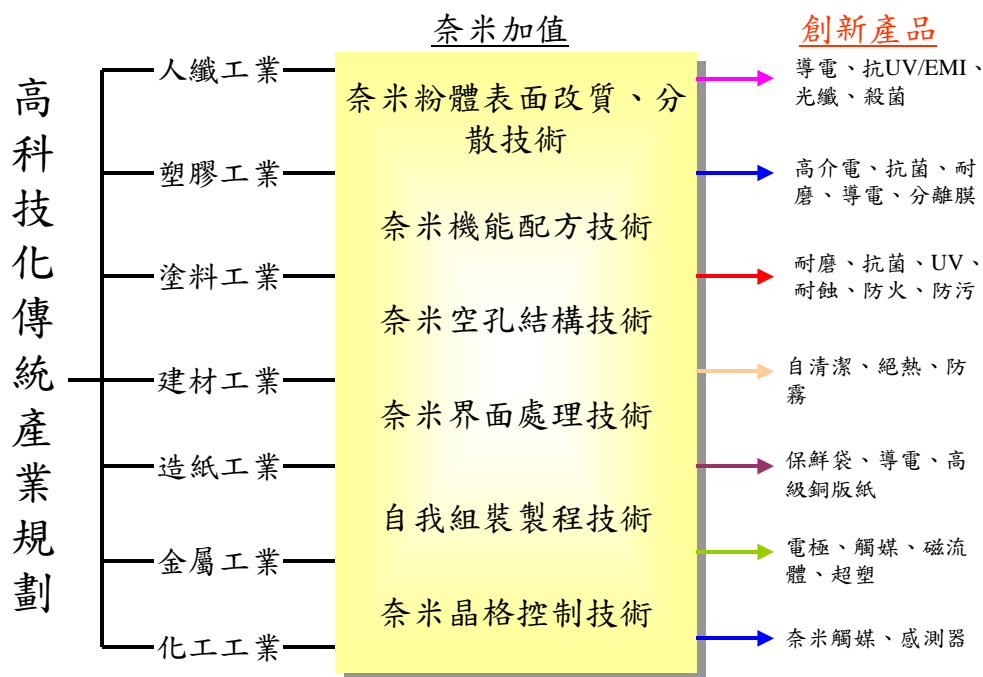 高科技化傳統產業規劃
人纖工業
塑膠工業
塗料工業
建材工業
造紙工業
金屬工業
化工工業
奈米加值
奈米粉體表面改質、分
散技術
奈米機能配方技術
奈米空孔結構技術
奈米界面處理技術
自我組裝製程技術
奈米晶格控制技術
創新產品
導電、抗UV/EMI、
光纖、殺菌
高介電、抗菌、耐
磨、導電、分離膜
耐磨、抗菌、UV、
耐蝕、防火、防污
自清潔、絕熱、防
霧
保鮮袋、導電、高
級銅版紙
電極、觸媒、磁流
體、超塑
奈米觸媒、感測器